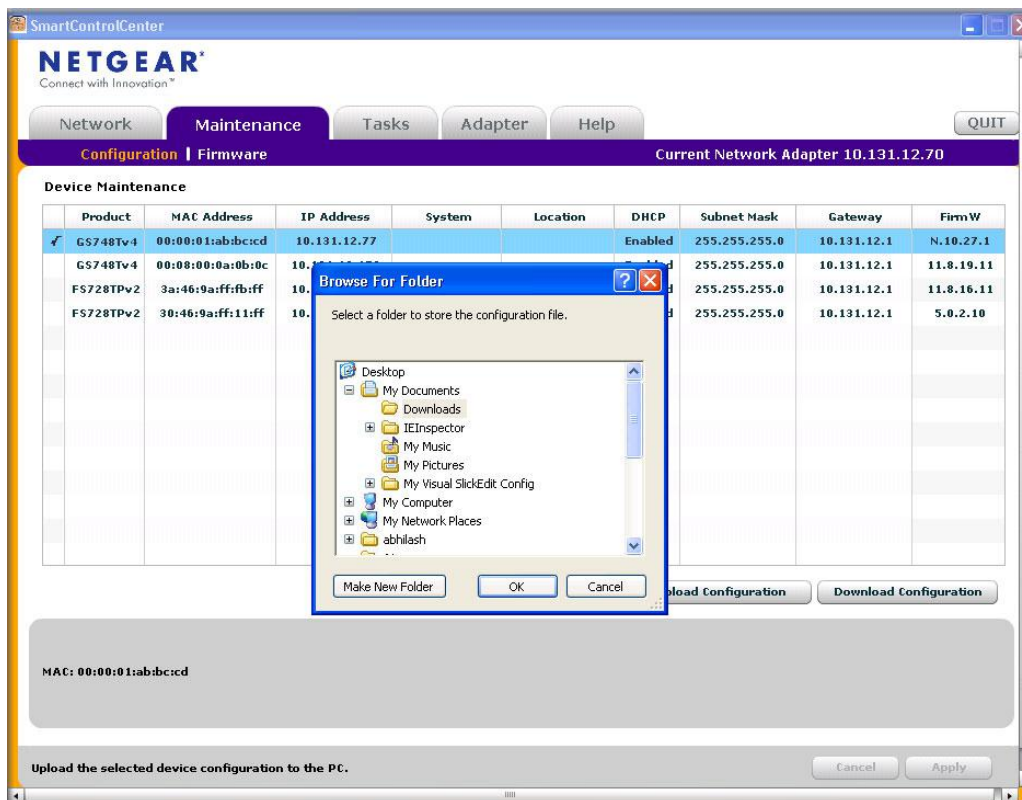 SmartControlCenter
NETGEAR
Connect with Innovation™
Network Maintenance Tasks Adapter Help QUIT
Configuration | Firmware Current Network Adapter 10.131.12.70
Device Maintenance
Product MAC Address IP Address System Location DHCP Subnet Mask Gateway Firm W
√ GS748Tv4 00:00:01:ab:bc:cd 10.131.12.77 Enabled 255.255.255.0 10.131.12.1 N.10.27.1
GS748Tv4 00:08:00:0a:0b:0c 255.255.255.0 10.131.12.1 11.8.19.11
FS728TPv2 3a:46:9a:ff:fb:ff 10. 255.255.255.0 10.131.12.1 11.8.16.11
FS728TPv2 30:46:9a:ff:11:ff 10. 255.255.255.0 10.131.12.1 5.0.2.10
Browse For Folder
Select a folder to store the configuration file.
Desktop
My Documents
Downloads
IEInspector
My Music
My Pictures
My Visual SlickEdit Config
My Computer
My Network Places
abhilash
Make New Folder OK Cancel
Configuration Download Configuration
MAC: 00:00:01:ab:bc:cd
Upload the selected device configuration to the PC. Cancel Apply